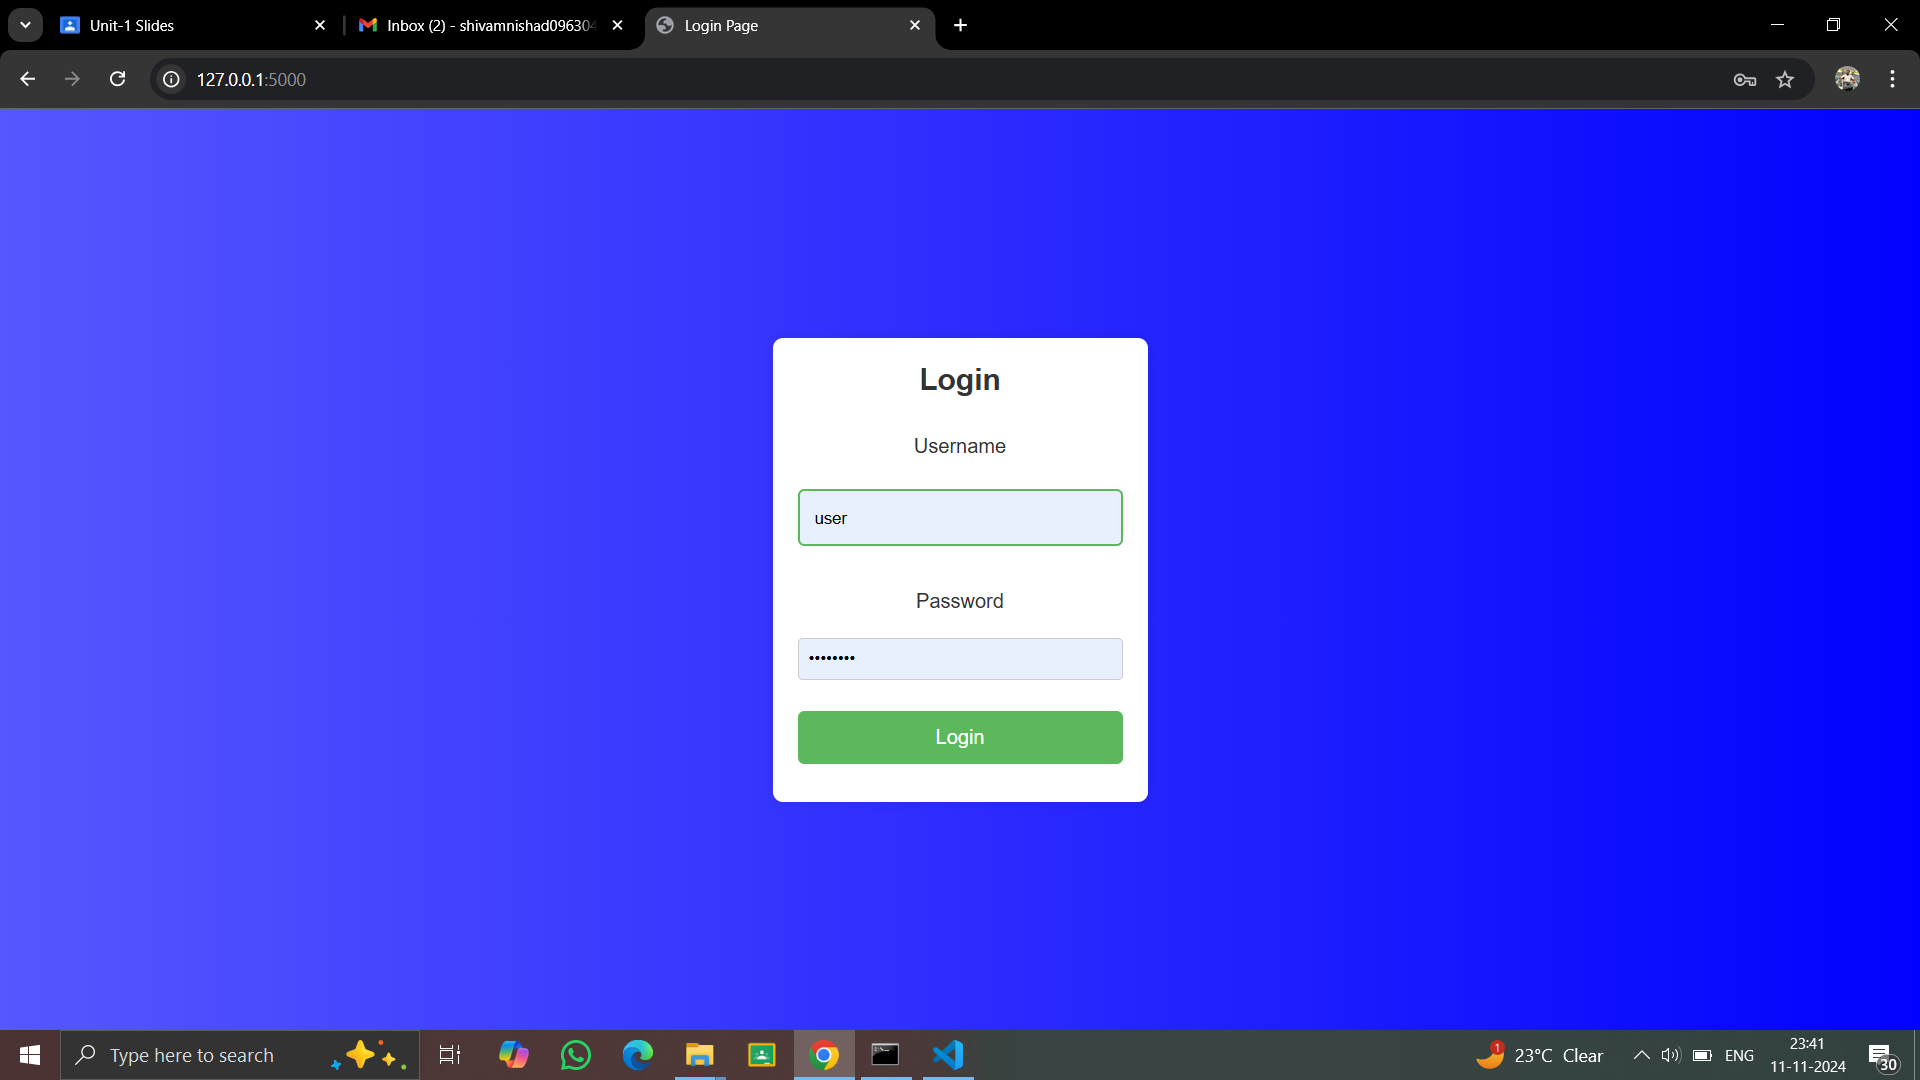 Unit-1 Slides
Inbox (2) - shivamnishad09630
Login Page
127.0.0.1:5000
Login
Username
user
Password
••••••••
Login
Type here to search
1
23°C Clear
ENG
23:41
11-11-2024
30